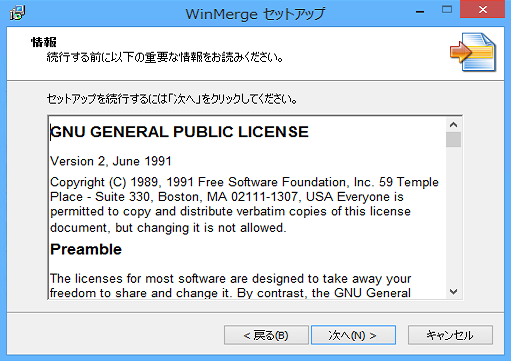 WinMerge セットアップ
情報
続行する前に以下の重要な情報をお読みください。
セットアップを続行するには「次へ」をクリックしてください。
GNU GENERAL PUBLIC LICENSE
Version 2, June 1991
Copyright (C) 1989, 1991 Free Software Foundation, Inc. 59 Temple
Place - Suite 330, Boston, MA 02111-1307, USA Everyone is
permitted to copy and distribute verbatim copies of this license
document, but changing it is not allowed.
Preamble
The licenses for most software are designed to take away your
freedom to share and change it. By contrast, the GNU General
< 戻る(B)
次へ(N) >
キャンセル